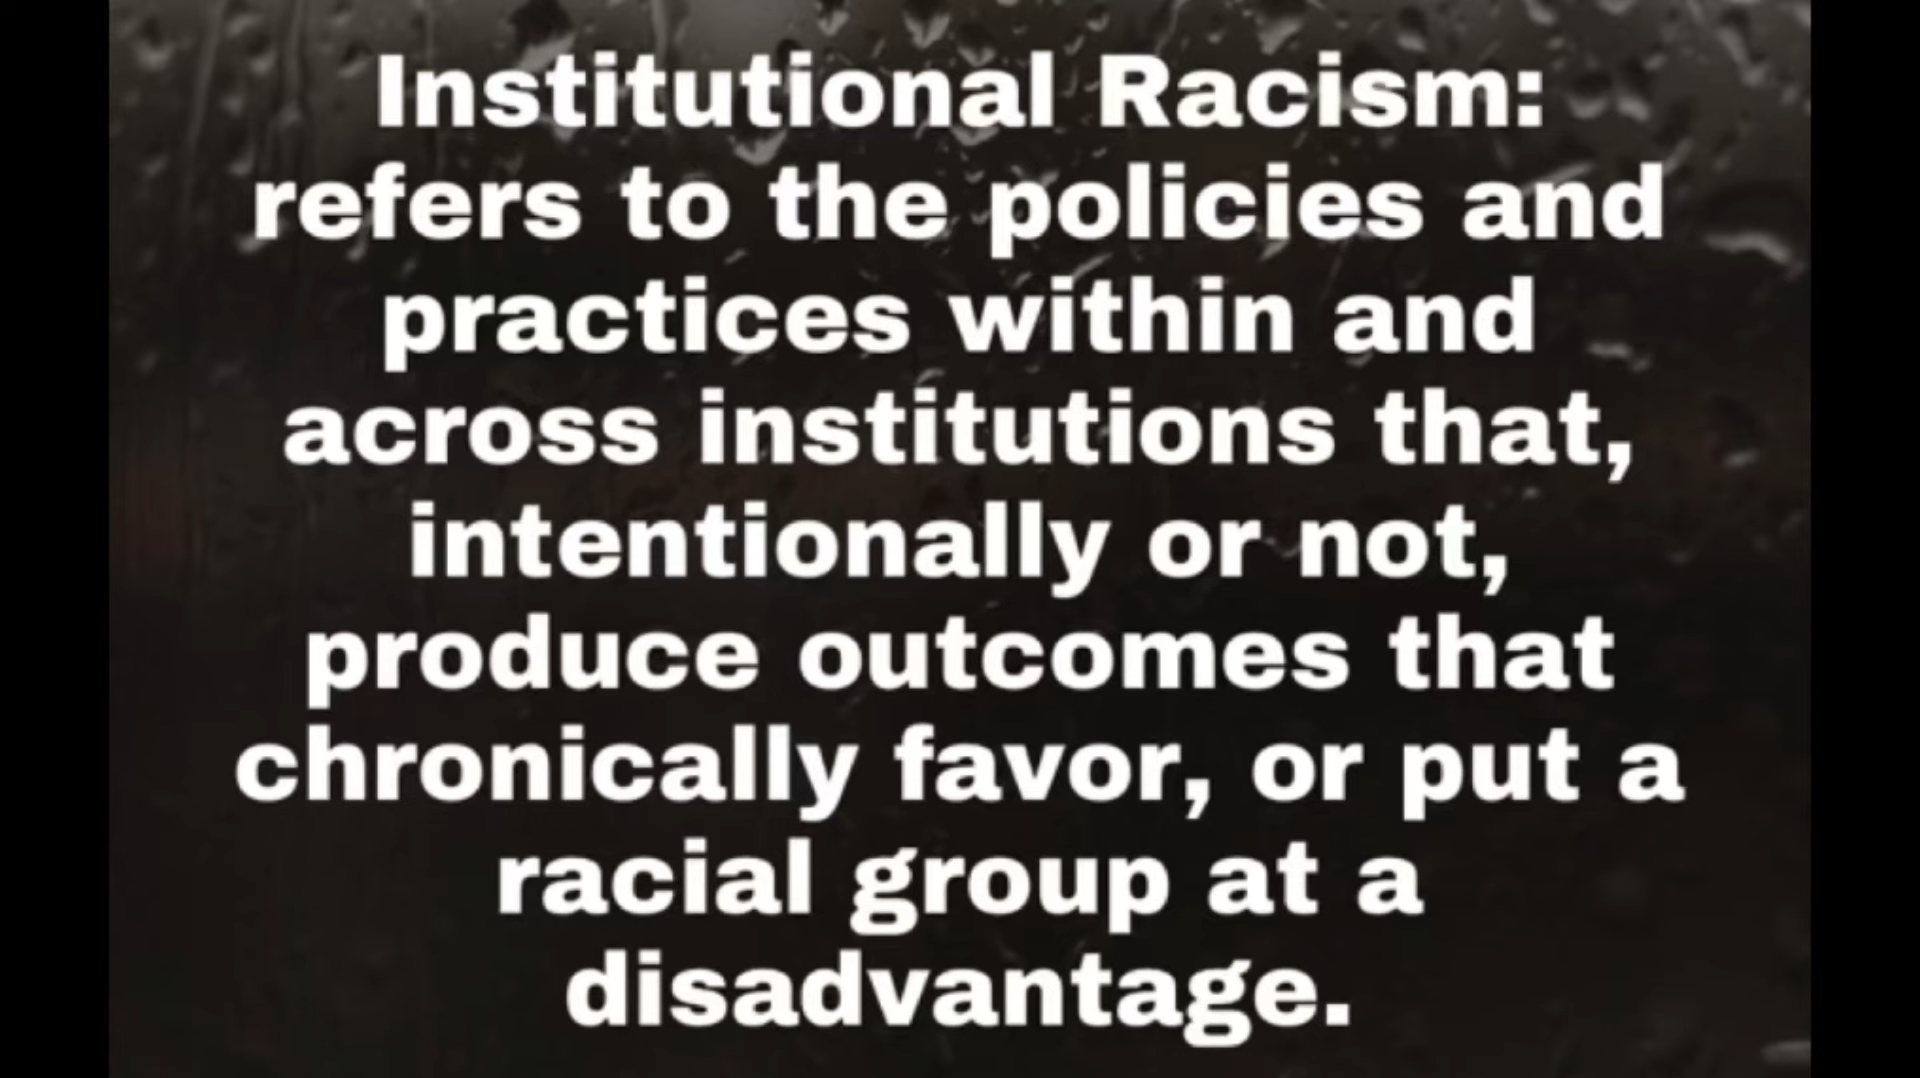 Institutional Racism:
refers to the policies and
practices within and
across institutions that,
intentionally or not,
produce outcomes that
chronically favor, or put a
racial group at a
disadvantage.